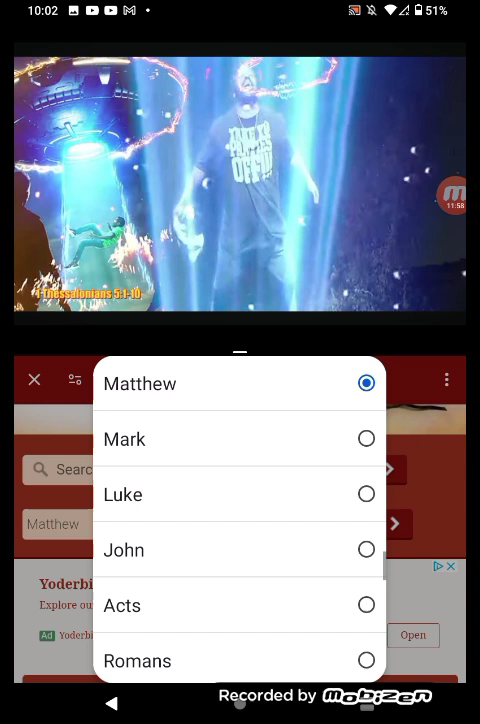 10:02
51%
11:58
1 Thessalonians 5:1-10
Matthew
Mark
Luke
John
Acts
Romans
Searc
Matthew
Yoderbi
Explore ou
Ad Yoderbi
Open
Recorded by mobizen